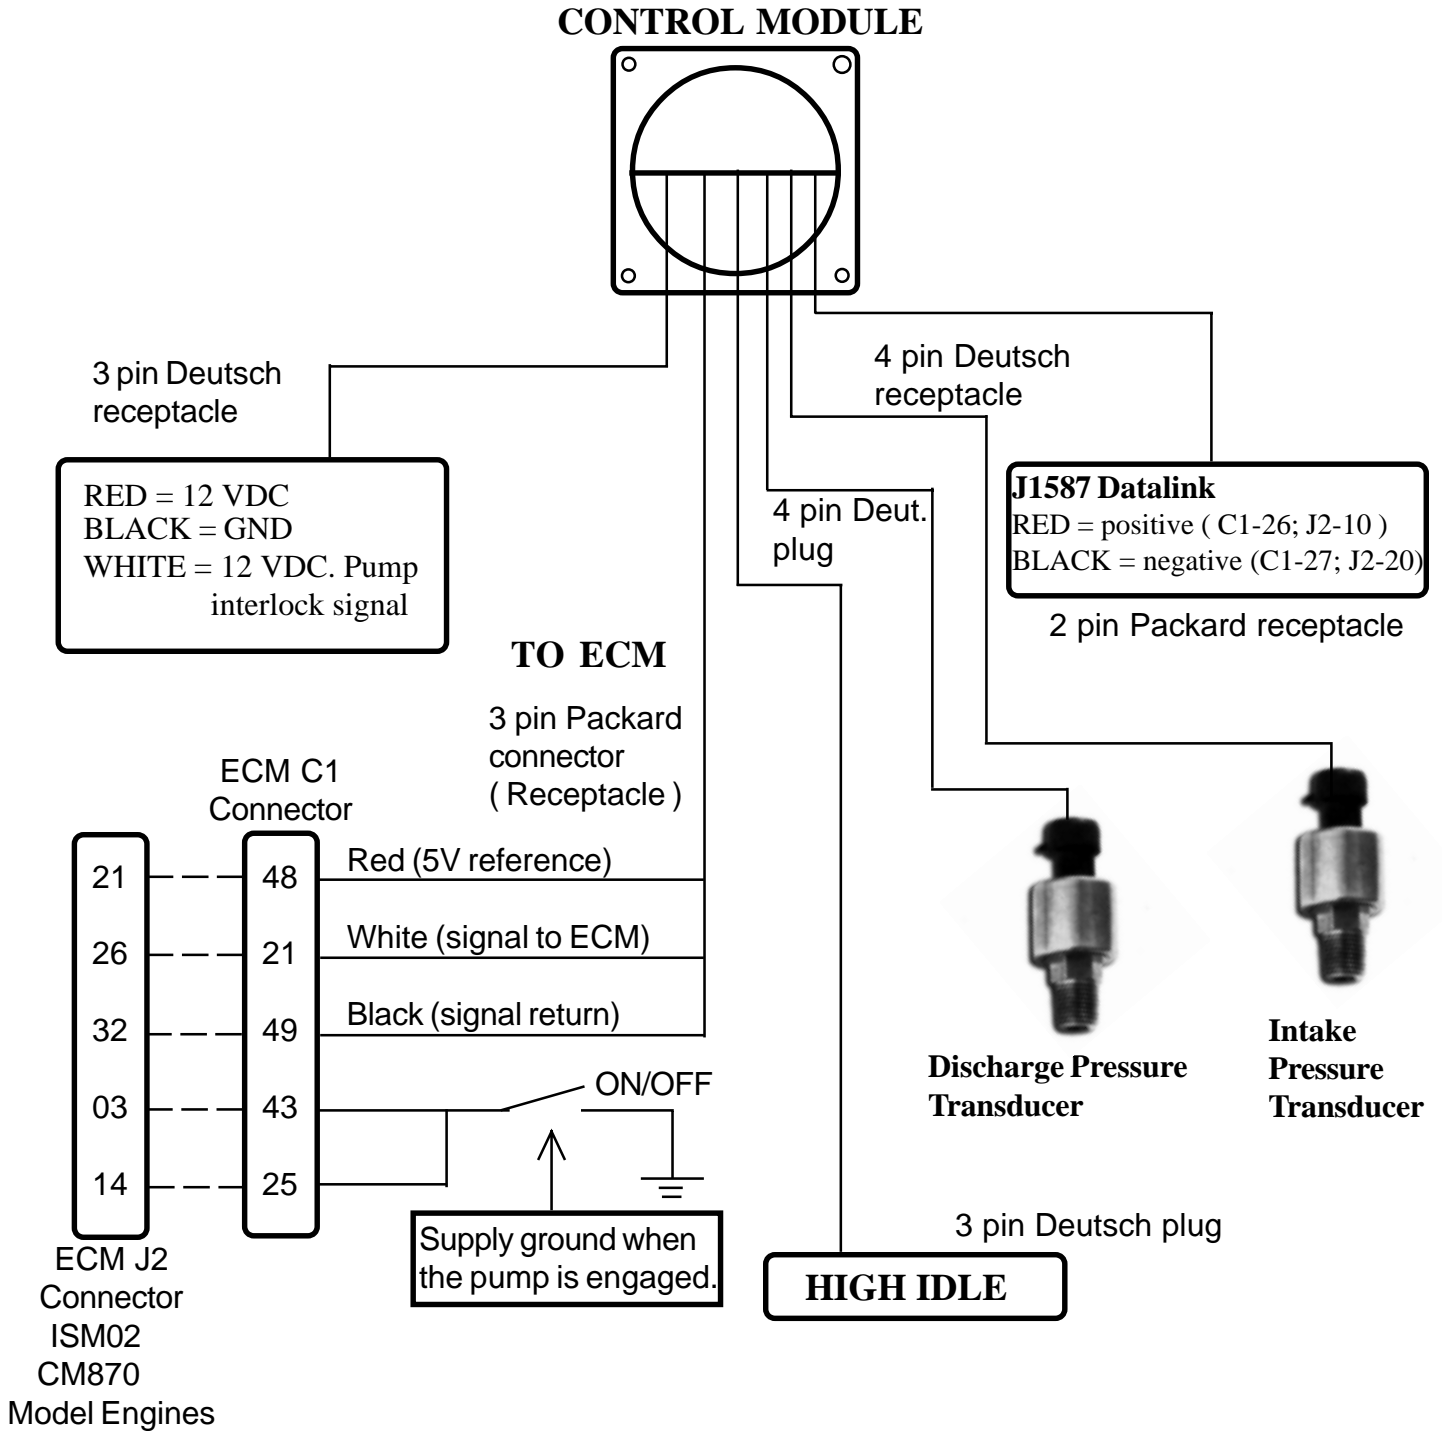 CONTROL MODULE
3 pin Deutsch
receptacle
4 pin Deutsch
receptacle
RED = 12 VDC
BLACK = GND
WHITE = 12 VDC. Pump
interlock signal
4 pin Deut.
plug
J1587 Datalink
RED = positive ( C1-26; J2-10 )
BLACK = negative (C1-27; J2-20)
2 pin Packard receptacle
TO ECM
3 pin Packard
connector
( Receptacle )
ECM C1
Connector
21
48
Red (5V reference)
26
21
White (signal to ECM)
32
49
Black (signal return)
03
43
ON/OFF
14
25
Discharge Pressure
Transducer
Intake
Pressure
Transducer
Supply ground when
the pump is engaged.
3 pin Deutsch plug
HIGH IDLE
ECM J2
Connector
ISM02
CM870
Model Engines